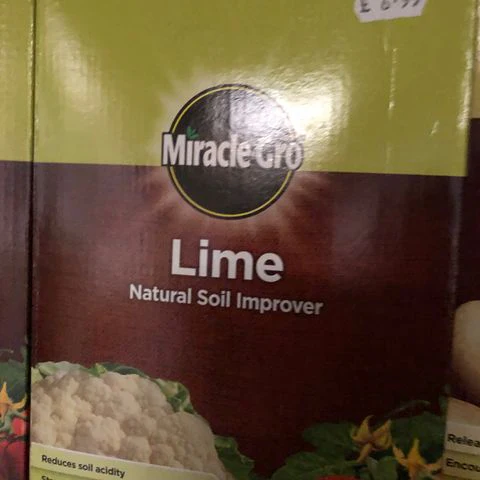 Miracle Gro
Lime
Natural Soil Improver
Reduces soil acidity